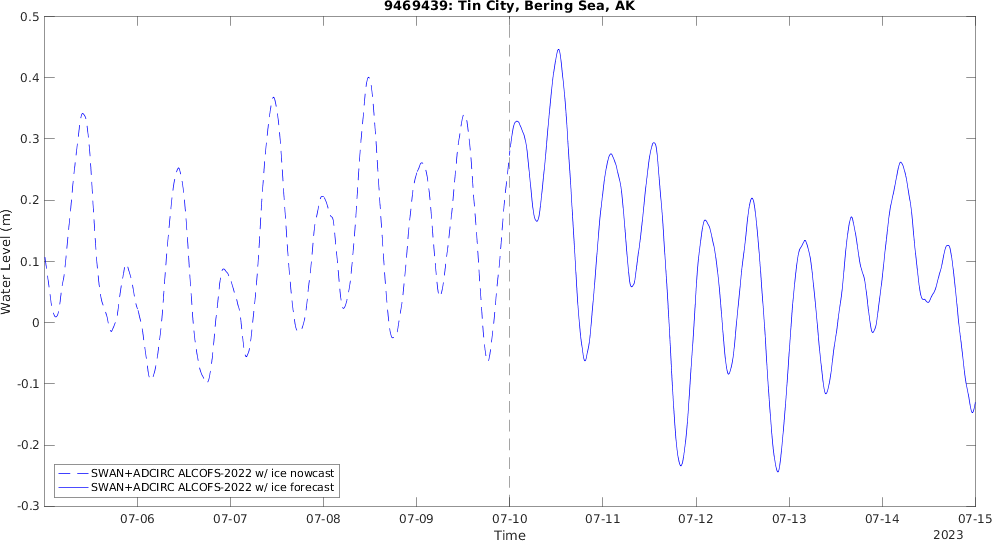 9469439: Tin City, Bering Sea, AK
0.5
0.4
0.3
0.2
0.1
0
-0.1
-0.2
-0.3
Water Level (m)
SWAN+ADCIRC ALCOFS-2022 w/ ice nowcast
SWAN+ADCIRC ALCOFS-2022 w/ ice forecast
07-06 07-07 07-08 07-09 07-10 07-11 07-12 07-13 07-14 07-15
Time
2023